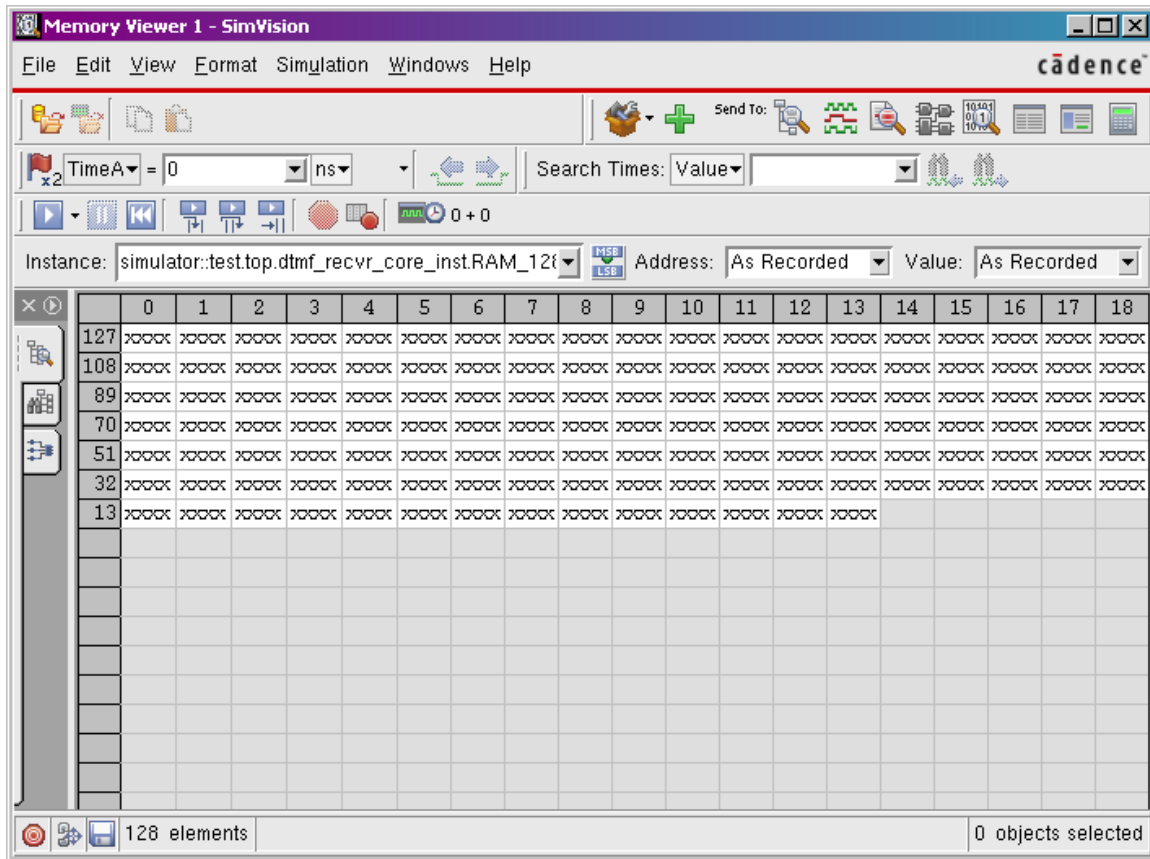 Memory Viewer 1 - SimVision
File Edit View Format Simulation Windows Help cādence™
Send To:
x2 TimeA = 0 ns Search Times: Value
0 + 0
Instance: simulator::test.top.dtmf_recvr_core_inst.RAM_128 MSB LSB Address: As Recorded Value: As Recorded
0 1 2 3 4 5 6 7 8 9 10 11 12 13 14 15 16 17 18
127 xxxx xxxx xxxx xxxx xxxx xxxx xxxx xxxx xxxx xxxx xxxx xxxx xxxx xxxx xxxx xxxx xxxx xxxx xxxx
108 xxxx xxxx xxxx xxxx xxxx xxxx xxxx xxxx xxxx xxxx xxxx xxxx xxxx xxxx xxxx xxxx xxxx xxxx xxxx
89 xxxx xxxx xxxx xxxx xxxx xxxx xxxx xxxx xxxx xxxx xxxx xxxx xxxx xxxx xxxx xxxx xxxx xxxx xxxx
70 xxxx xxxx xxxx xxxx xxxx xxxx xxxx xxxx xxxx xxxx xxxx xxxx xxxx xxxx xxxx xxxx xxxx xxxx xxxx
51 xxxx xxxx xxxx xxxx xxxx xxxx xxxx xxxx xxxx xxxx xxxx xxxx xxxx xxxx xxxx xxxx xxxx xxxx xxxx
32 xxxx xxxx xxxx xxxx xxxx xxxx xxxx xxxx xxxx xxxx xxxx xxxx xxxx xxxx xxxx xxxx xxxx xxxx xxxx
13 xxxx xxxx xxxx xxxx xxxx xxxx xxxx xxxx xxxx xxxx xxxx xxxx xxxx xxxx
128 elements 0 objects selected